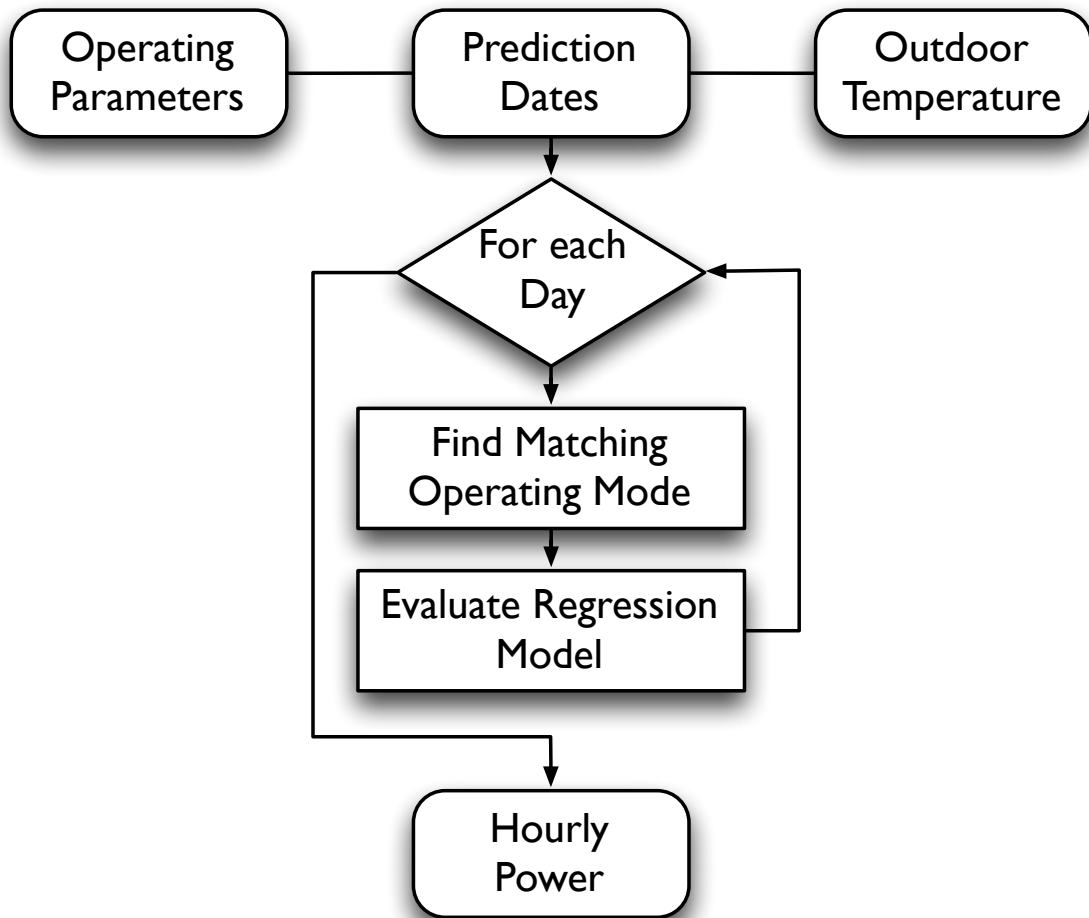 Operating
Parameters
Prediction
Dates
Outdoor
Temperature
For each
Day
Find Matching
Operating Mode
Evaluate Regression
Model
Hourly
Power